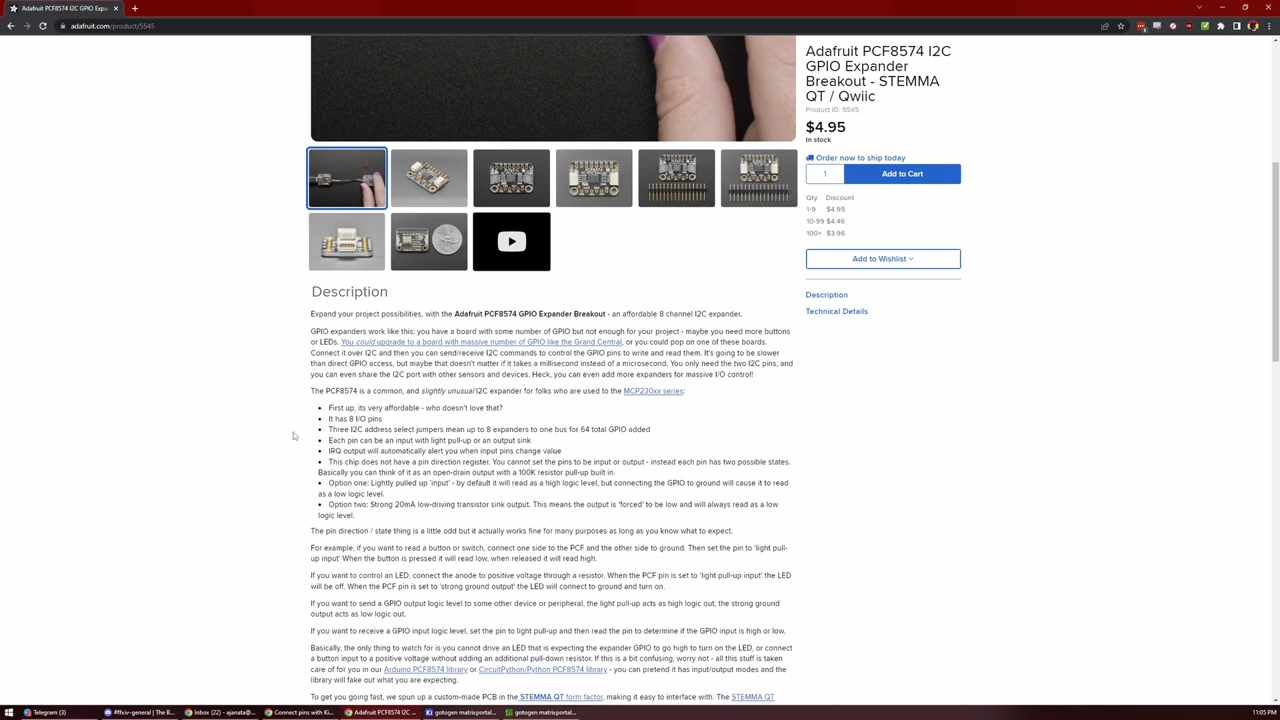 Adafruit PCF8574 I2C GPIO Expa
adafruit.com/product/5545
Adafruit PCF8574 I2C
GPIO Expander
Breakout - STEMMA
QT / Qwiic
Product ID: 5545
$4.95
In stock
Order now to ship today
1
Add to Cart
Qty Discount
1-9 $4.95
10-99 $4.46
100+ $3.96
Add to Wishlist
Description
Technical Details
Description
Expand your project possibilities, with the Adafruit PCF8574 GPIO Expander Breakout - an affordable 8 channel I2C expander.
GPIO expanders work like this: you have a board with some number of GPIO but not enough for your project - maybe you need more buttons
or LEDs. You could upgrade to a board with massive number of GPIO like the Grand Central, or you could pop on one of these boards.
Connect it over I2C and then you can send/receive I2C commands to control the GPIO pins to write and read them. It's going to be slower
than direct GPIO access, but maybe that doesn't matter if it takes a millisecond instead of a microsecond. You only need the two I2C pins, and
you can even share the I2C port with other sensors and devices. Heck, you can even add more expanders for massive I/O control!
The PCF8574 is a common, and slightly unusual I2C expander for folks who are used to the MCP230xx series:
• First up, its very affordable - who doesn't love that?
• It has 8 I/O pins
• Three I2C address select jumpers mean up to 8 expanders to one bus for 64 total GPIO added
• Each pin can be an input with light pull-up or an output sink
• IRQ output will automatically alert you when input pins change value
• This chip does not have a pin direction register. You cannot set the pins to be input or output - instead each pin has two possible states.
Basically you can think of it as an open-drain output with a 100K resistor pull-up built in.
• Option one: Lightly pulled up 'input' - by default it will read as a high logic level, but connecting the GPIO to ground will cause it to read
as a low logic level.
• Option two: Strong 20mA low-driving transistor sink output. This means the output is 'forced' to be low and will always read as a low
logic level.
The pin direction / state thing is a little odd but it actually works fine for many purposes as long as you know what to expect.
For example, if you want to read a button or switch, connect one side to the PCF and the other side to ground. Then set the pin to 'light pull-
up input' When the button is pressed it will read low, when released it will read high.
If you want to control an LED, connect the anode to positive voltage through a resistor. When the PCF pin is set to 'light pull-up input' the LED
will be off. When the PCF pin is set to 'strong ground output' the LED will connect to ground and turn on.
If you want to send a GPIO output logic level to some other device or peripheral, the light pull-up acts as high logic out, the strong ground
output acts as low logic out.
If you want to receive a GPIO input logic level, set the pin to light pull-up and then read the pin to determine if the GPIO input is high or low.
Basically, the only thing to watch for is you cannot drive an LED that is expecting the expander GPIO to go high to turn on the LED, or connect
a button input to a positive voltage without adding an additional pull-down resistor. If this is a bit confusing, worry not - all this stuff is taken
care of for you in our Arduino PCF8574 library or CircuitPython/Python PCF8574 library - you can pretend it has input/output modes and the
library will fake out what you are expecting.
To get you going fast, we spun up a custom-made PCB in the STEMMA QT form factor, making it easy to interface with. The STEMMA QT
Telegram (3)
#ffxiv-general | The B...
Inbox (22) - ajanata@...
Connect pins with Ki...
Adafruit PCF8574 I2C ...
gotogen matrixportal...
gotogen matrixportal...
11:05 PM